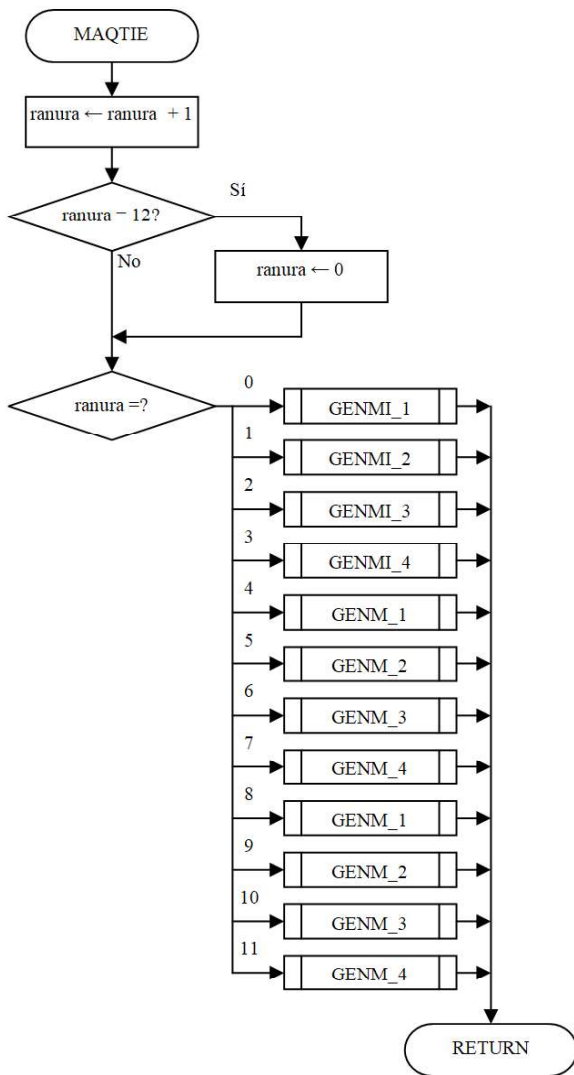 MAQTIE
ranura ← ranura + 1
Sí
ranura = 12?
No
ranura ← 0
ranura =?
0
GENMI_1
1
GENMI_2
2
GENMI_3
3
GENMI_4
4
GENM_1
5
GENM_2
6
GENM_3
7
GENM_4
8
GENM_1
9
GENM_2
10
GENM_3
11
GENM_4
RETURN